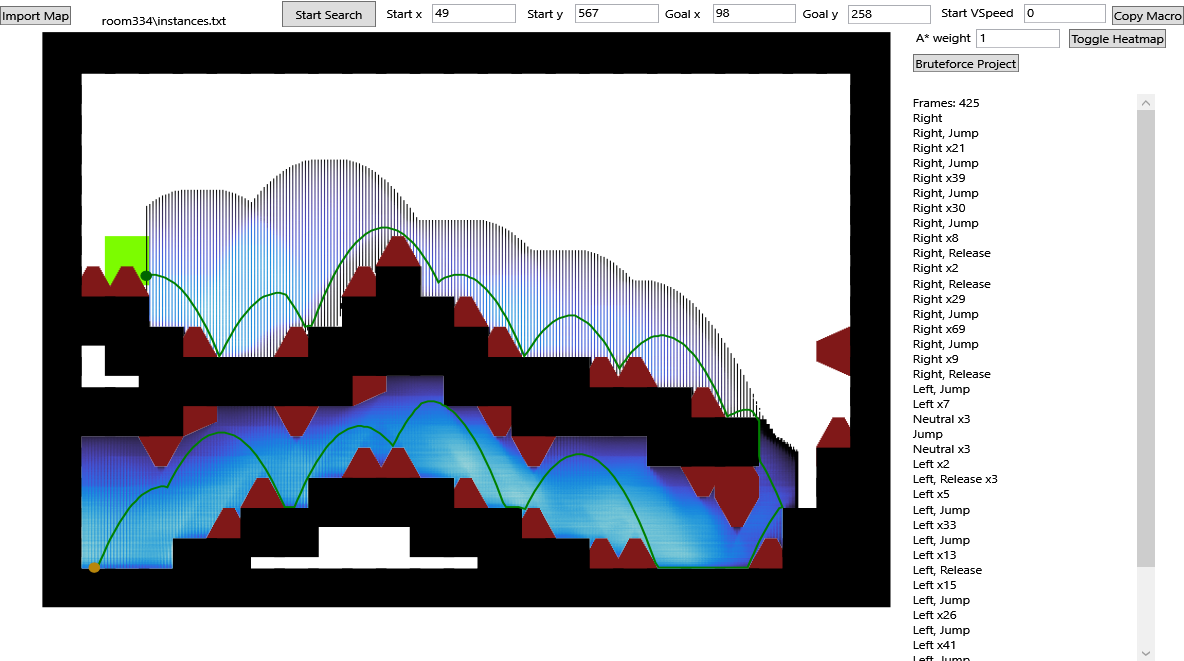 Import Map room334\instances.txt Start Search Start x 49 Start y 567 Goal x 98 Goal y 258 Start VSpeed 0 Copy Macro
A* weight 1 Toggle Heatmap
Bruteforce Project
Frames: 425
Right
Right, Jump
Right x21
Right, Jump
Right x39
Right, Jump
Right x30
Right, Jump
Right x8
Right, Release
Right x2
Right, Release
Right x29
Right, Jump
Right x69
Right, Jump
Right x9
Right, Release
Left, Jump
Left x7
Neutral x3
Jump
Neutral x3
Left x2
Left, Release x3
Left x5
Left, Jump
Left x33
Left, Jump
Left x13
Left, Release
Left x15
Left, Jump
Left x26
Left, Jump
Left x41
Left, Jump